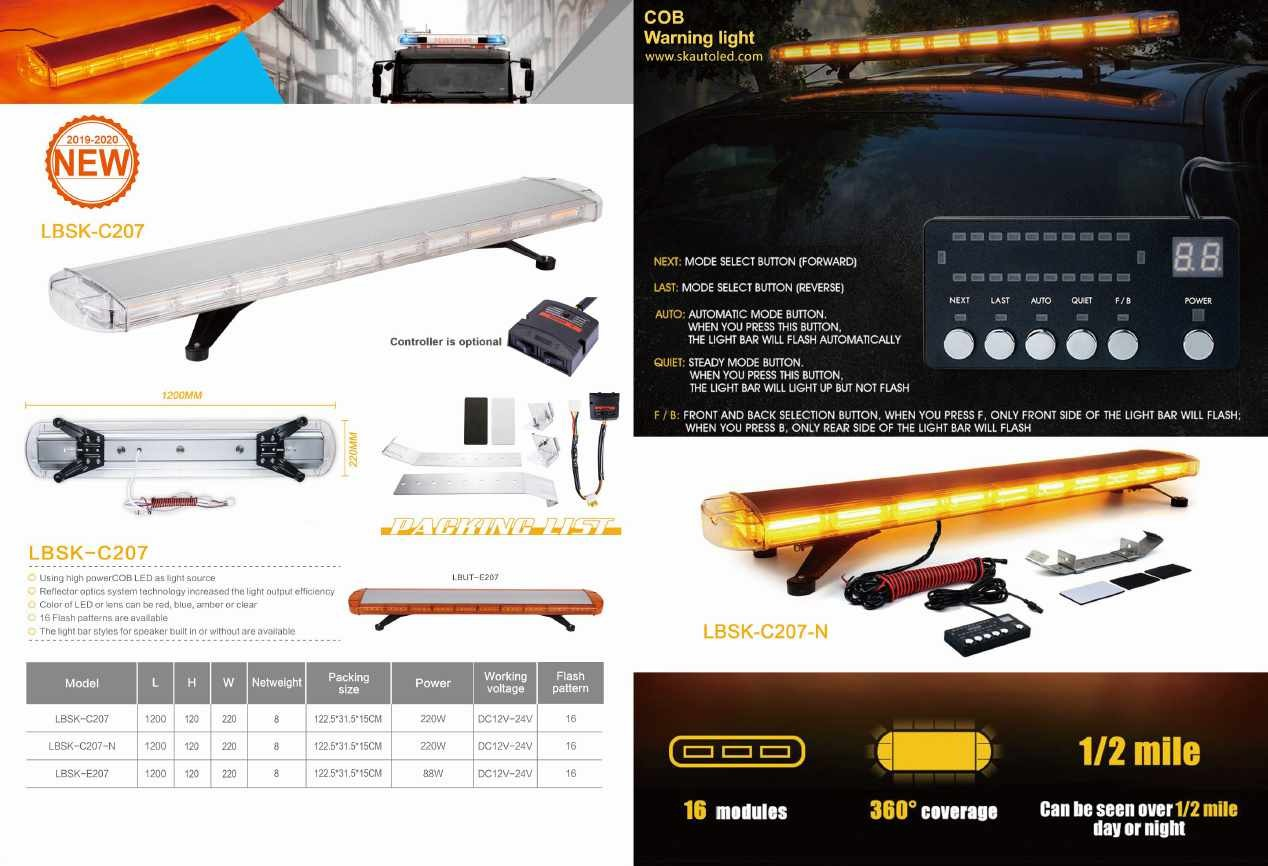 FEUERWEHR
2019-2020
NEW
LBSK-C207
Controller is optional
1200MM
220MM
PACKING LIST
LBSK-C207
Using high powerCOB LED as light source
Reflector optics system technology increased the light output efficiency
Color of LED or lens can be red, blue, amber or clear
16 Flash patterns are available
The light bar styles for speaker built in or without are available
LBUIT-E207
Model L H W Netweight Packing size Power Working voltage Flash pattern
LBSK-C207 1200 120 220 8 122.5*31.5*15CM 220W DC12V-24V 16
LBSK-C207-N 1200 120 220 8 122.5*31.5*15CM 220W DC12V-24V 16
LBSK-E207 1200 120 220 8 122.5*31.5*15CM 88W DC12V-24V 16
COB
Warning light
www.skautoled.com
NEXT: MODE SELECT BUTTON (FORWARD)
LAST: MODE SELECT BUTTON (REVERSE)
AUTO: AUTOMATIC MODE BUTTON.
WHEN YOU PRESS THIS BUTTON,
THE LIGHT BAR WILL FLASH AUTOMATICALLY
QUIET: STEADY MODE BUTTON.
WHEN YOU PRESS THIS BUTTON,
THE LIGHT BAR WILL LIGHT UP BUT NOT FLASH
F / B: FRONT AND BACK SELECTION BUTTON, WHEN YOU PRESS F, ONLY FRONT SIDE OF THE LIGHT BAR WILL FLASH;
WHEN YOU PRESS B, ONLY REAR SIDE OF THE LIGHT BAR WILL FLASH
8.8.
NEXT LAST AUTO QUIET F / B POWER
LBSK-C207-N
16 modules
360° coverage
1/2 mile
Can be seen over 1/2 mile
day or night